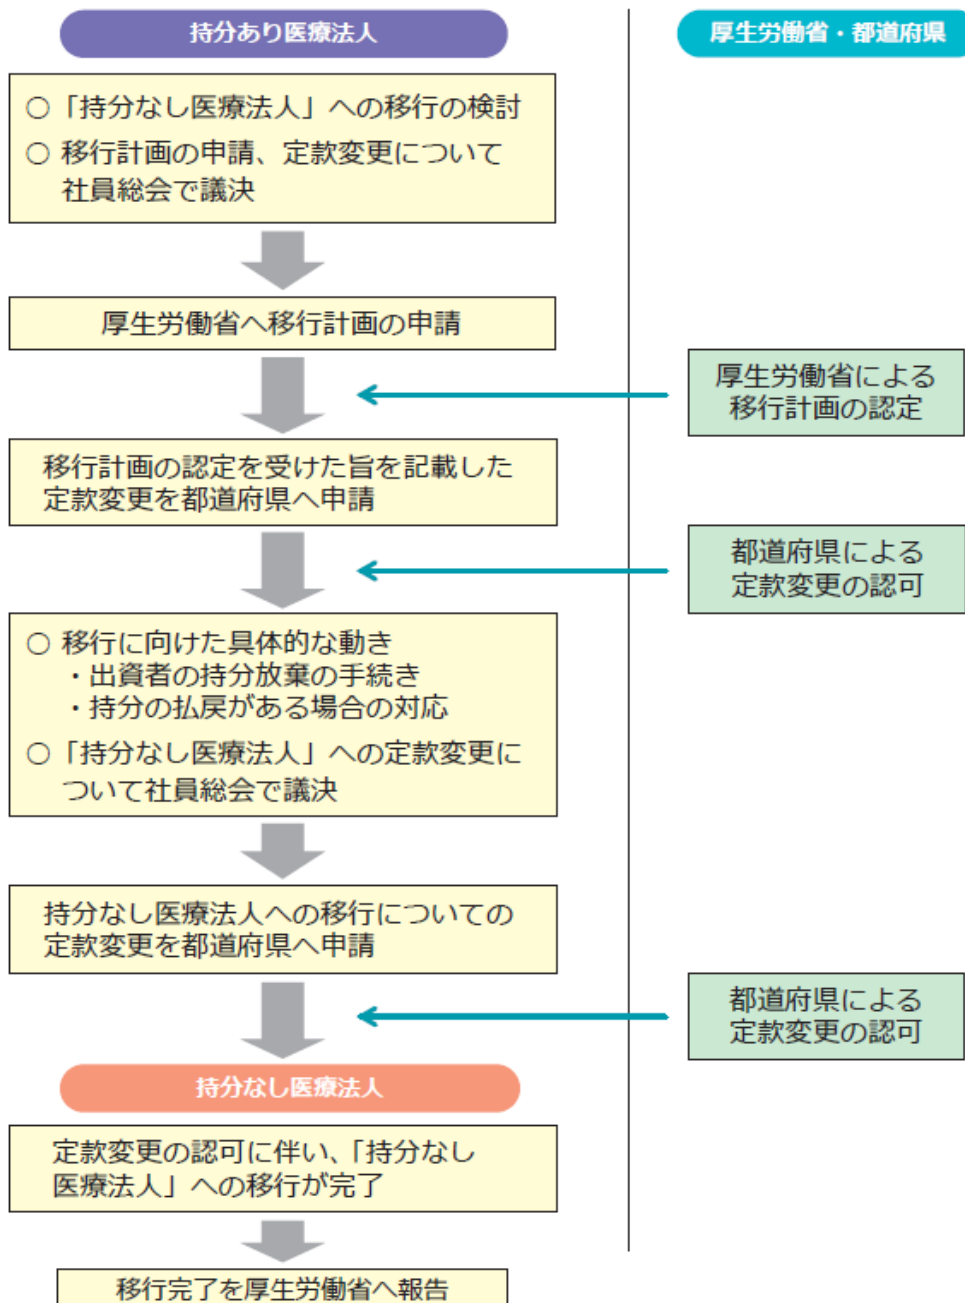 持分あり医療法人
厚生労働省・都道府県
○ 「持分なし医療法人」への移行の検討
○ 移行計画の申請、定款変更について
社員総会で議決
厚生労働省へ移行計画の申請
厚生労働省による
移行計画の認定
移行計画の認定を受けた旨を記載した
定款変更を都道府県へ申請
都道府県による
定款変更の認可
○ 移行に向けた具体的な動き
・出資者の持分放棄の手続き
・持分の払戻がある場合の対応
○ 「持分なし医療法人」への定款変更に
ついて社員総会で議決
持分なし医療法人への移行についての
定款変更を都道府県へ申請
都道府県による
定款変更の認可
持分なし医療法人
定款変更の認可に伴い、「持分なし
医療法人」への移行が完了
移行完了を厚生労働省へ報告